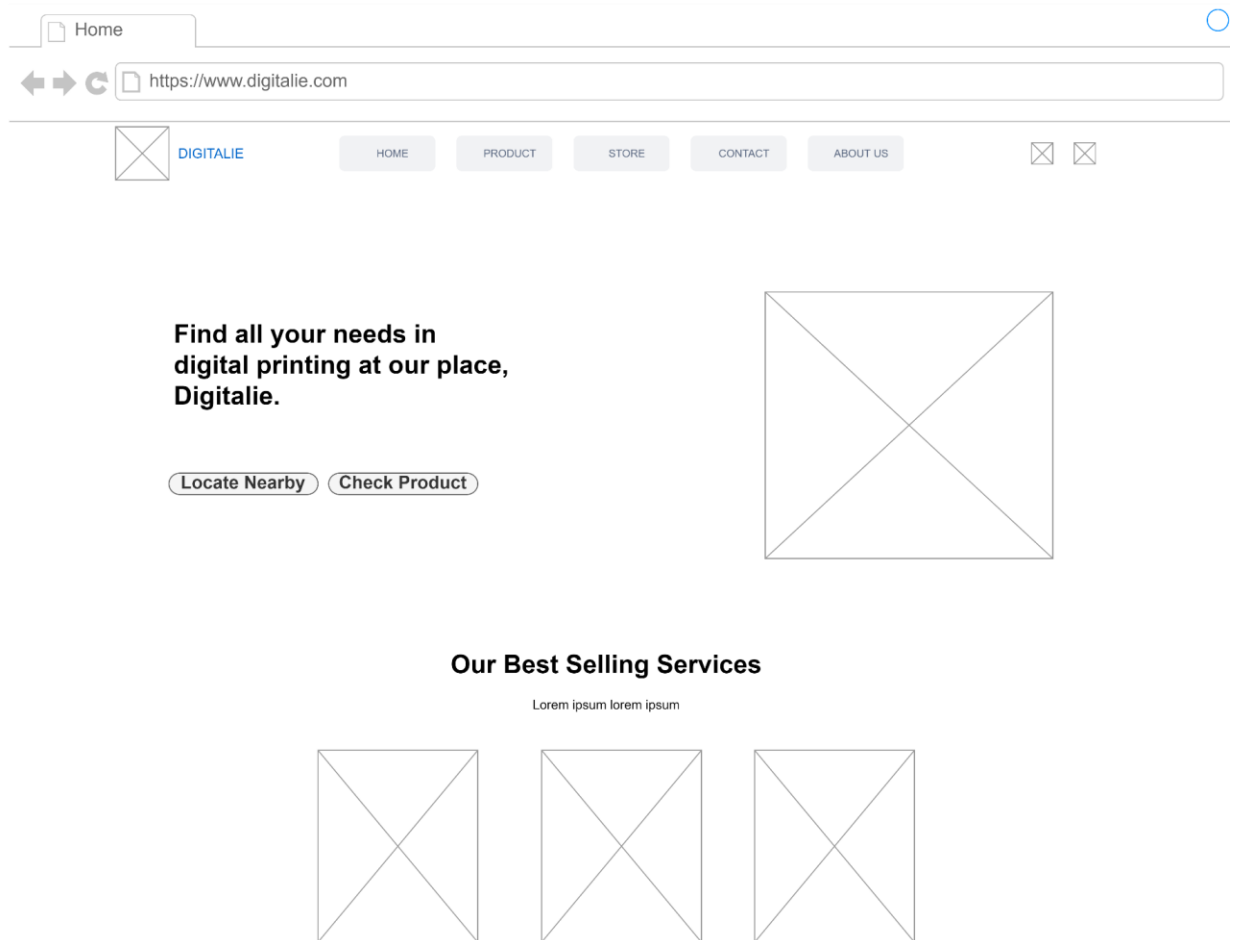 Home
https://www.digitalie.com
DIGITALIE
HOME
PRODUCT
STORE
CONTACT
ABOUT US
Find all your needs in
digital printing at our place,
Digitalie.
Locate Nearby
Check Product
Our Best Selling Services
Lorem ipsum lorem ipsum